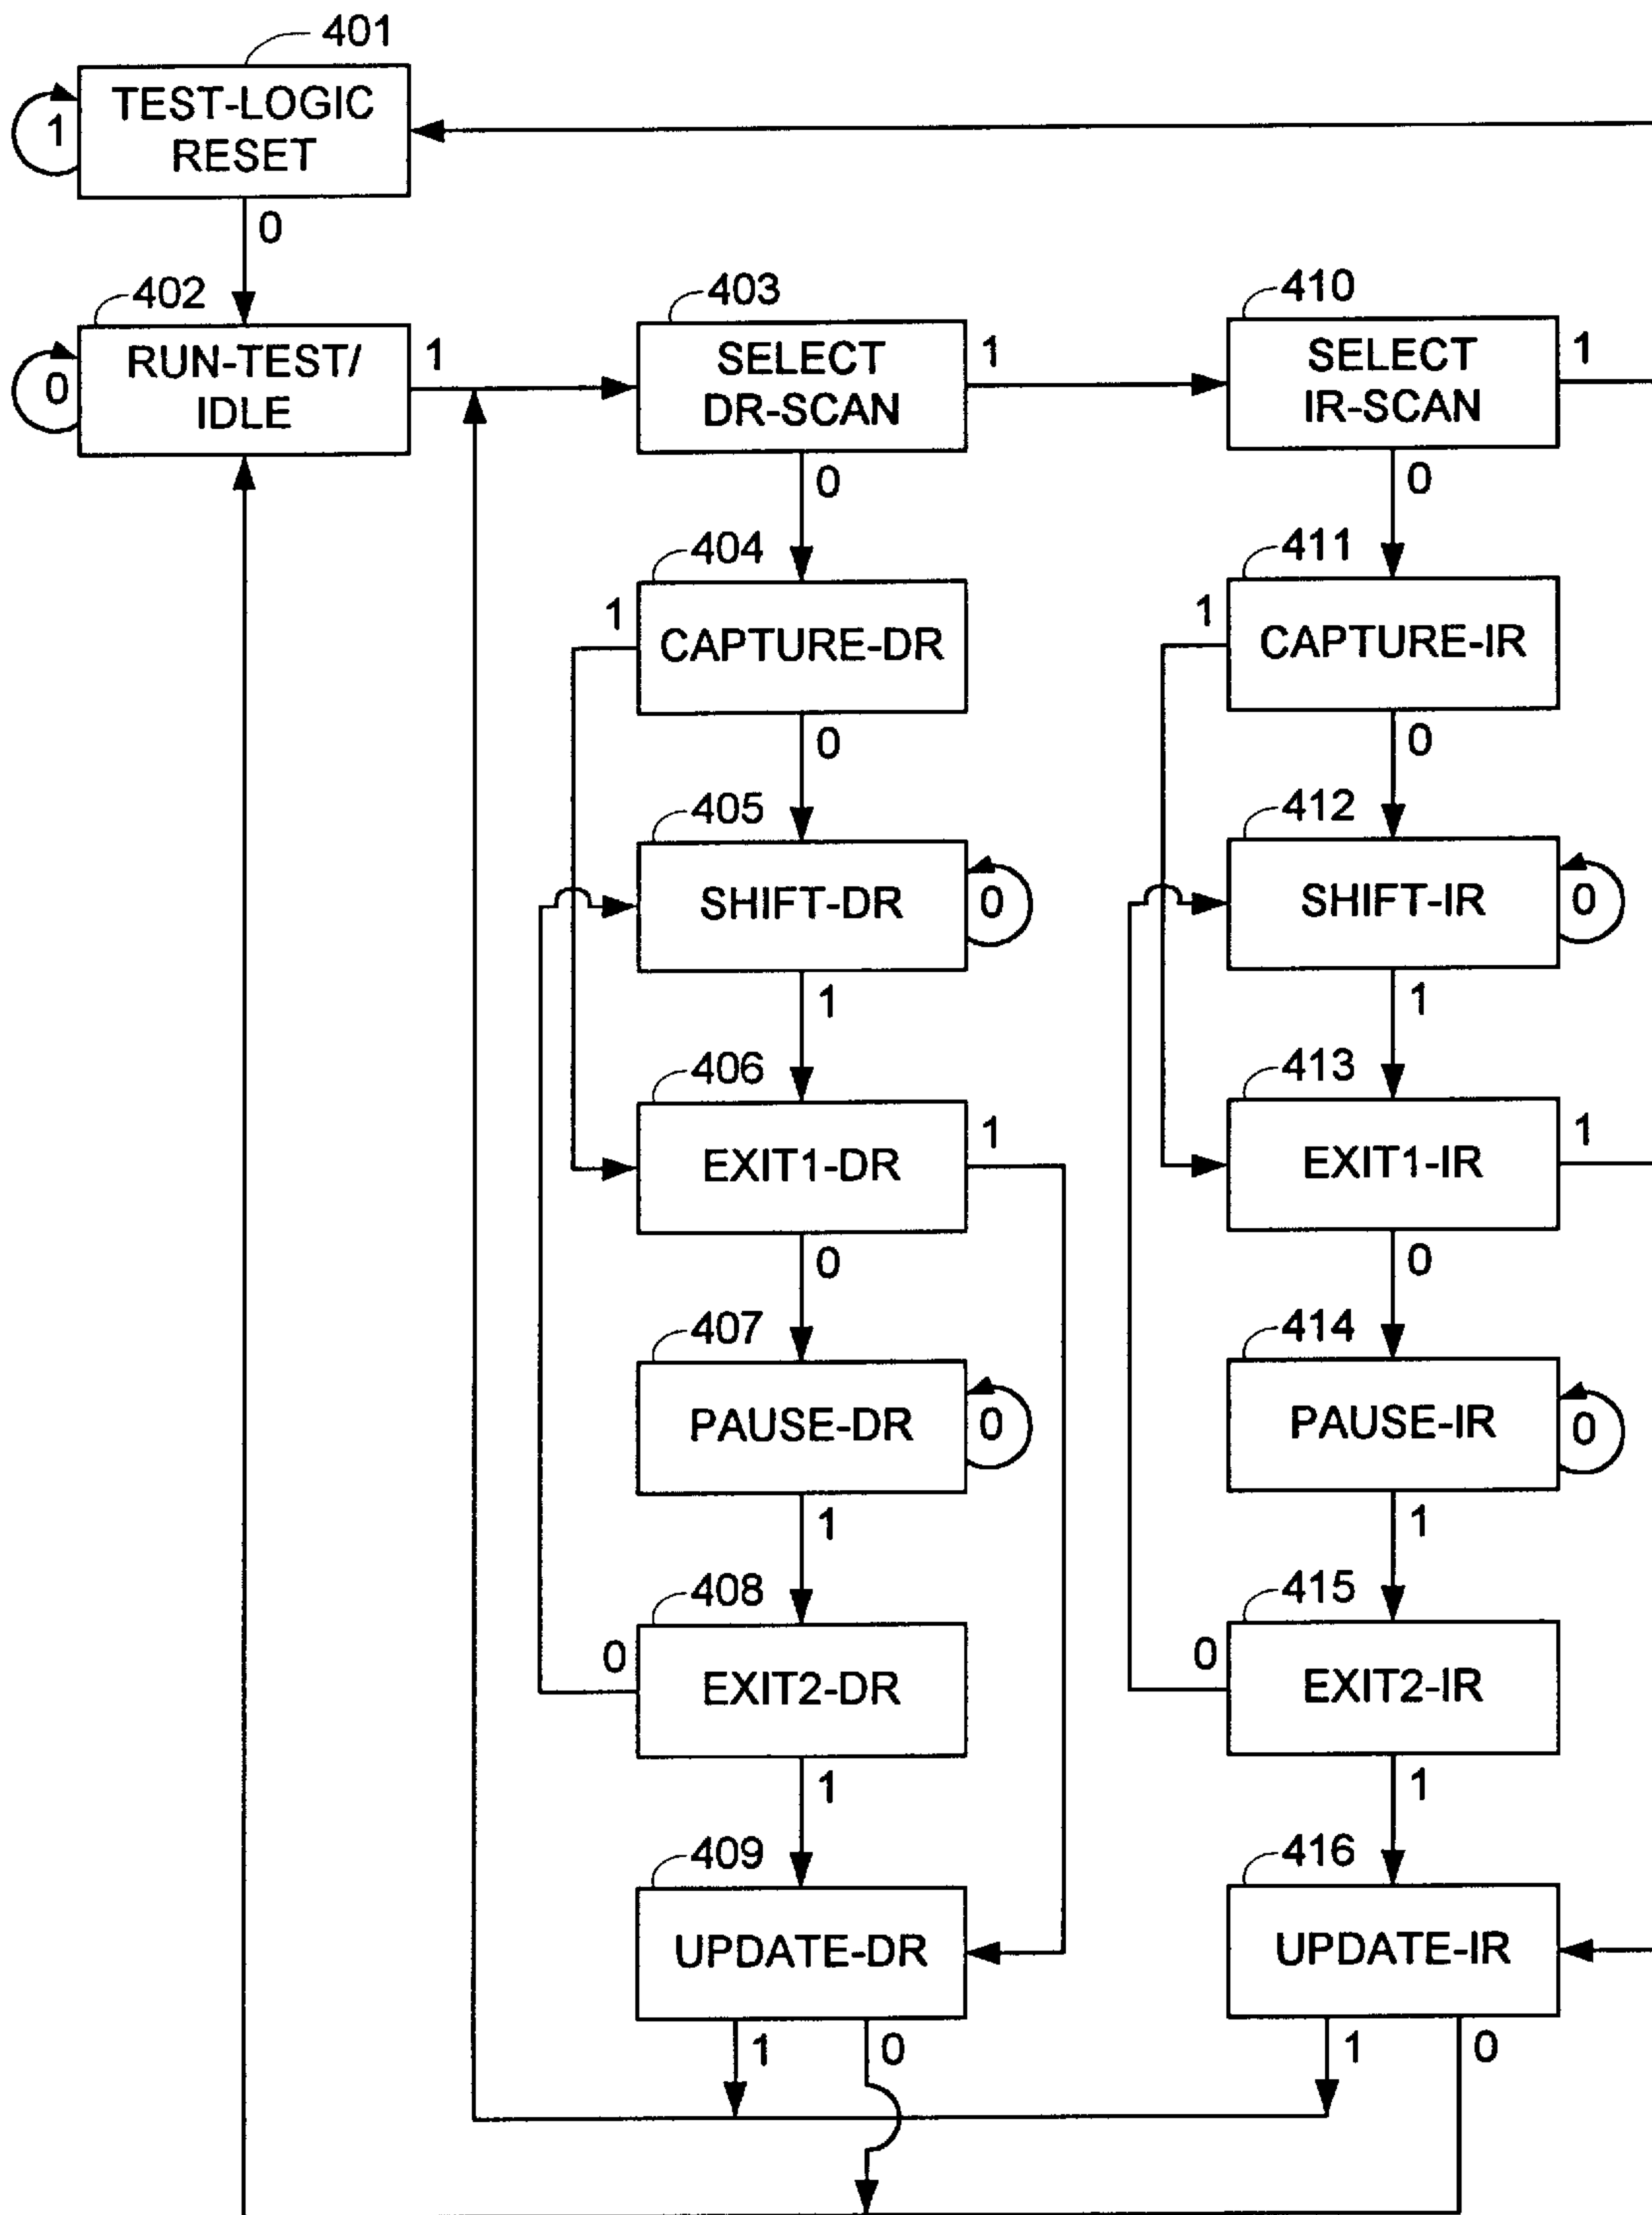 401
TEST-LOGIC
RESET
1
0
402
RUN-TEST/
IDLE
0
1
403
SELECT
DR-SCAN
1
0
410
SELECT
IR-SCAN
1
0
404
CAPTURE-DR
1
0
411
CAPTURE-IR
1
0
405
SHIFT-DR
0
1
412
SHIFT-IR
0
1
406
EXIT1-DR
1
0
413
EXIT1-IR
1
0
407
PAUSE-DR
0
1
414
PAUSE-IR
0
1
408
EXIT2-DR
0
1
415
EXIT2-IR
0
1
409
UPDATE-DR
1
0
416
UPDATE-IR
1
0